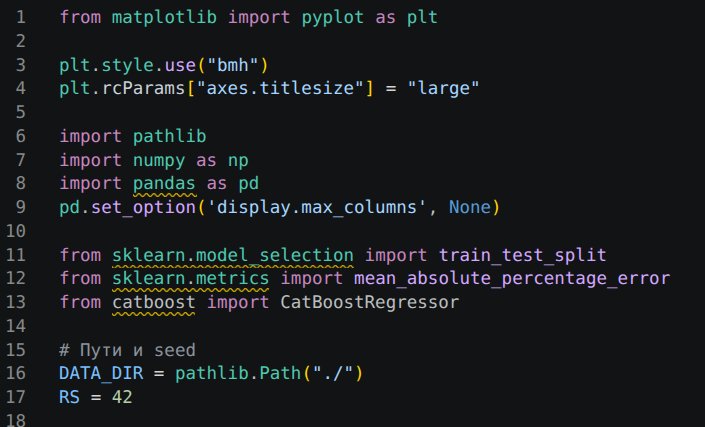 1 from matplotlib import pyplot as plt
2
3 plt.style.use("bmh")
4 plt.rcParams["axes.titlesize"] = "large"
5
6 import pathlib
7 import numpy as np
8 import pandas as pd
9 pd.set_option('display.max_columns', None)
10
11 from sklearn.model_selection import train_test_split
12 from sklearn.metrics import mean_absolute_percentage_error
13 from catboost import CatBoostRegressor
14
15 # Пути и seed
16 DATA_DIR = pathlib.Path("./")
17 RS = 42
18